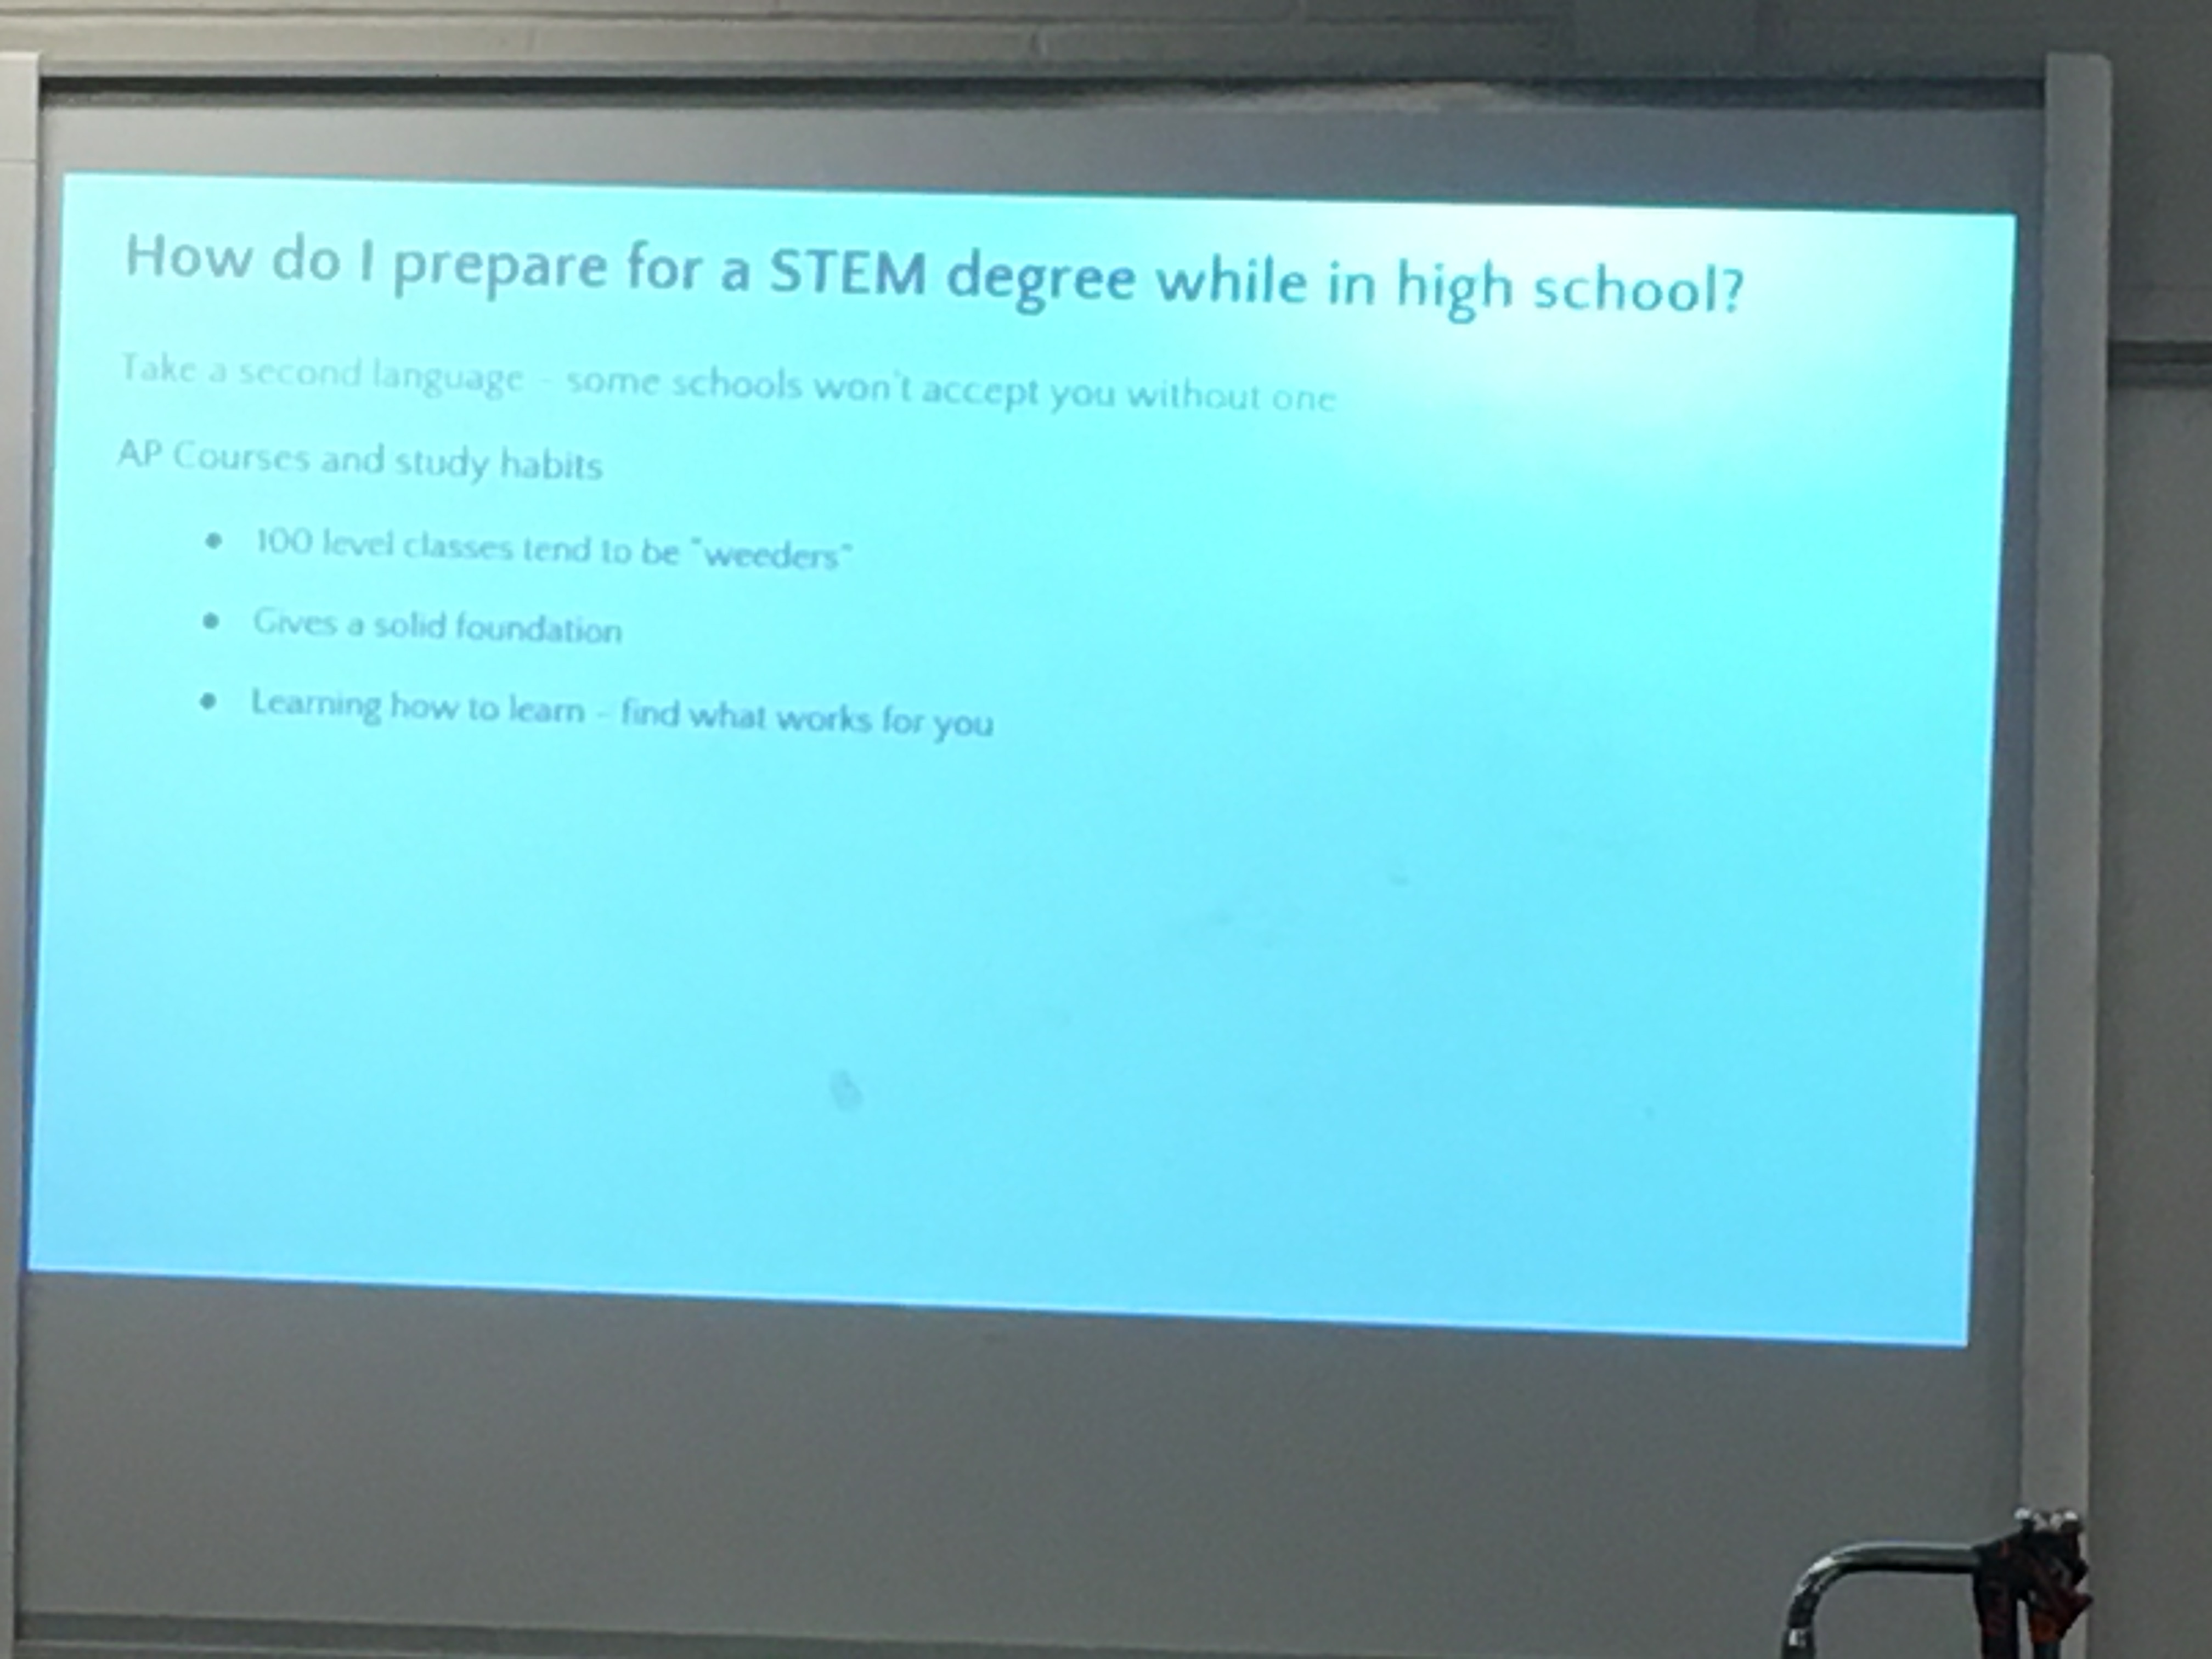 How do I prepare for a STEM degree while in high school?
Take a second language - some schools won't accept you without one
AP Courses and study habits
● 100 level classes tend to be "weeders"
● Gives a solid foundation
● Learning how to learn - find what works for you